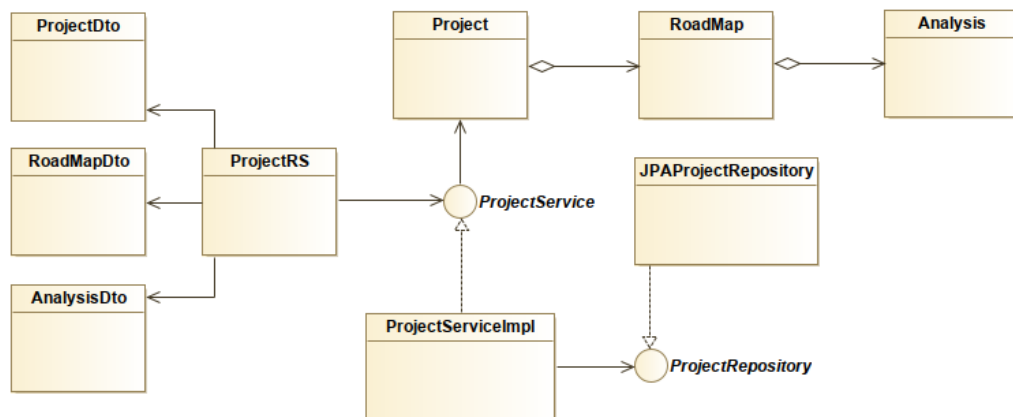 ProjectDto
Project
RoadMap
Analysis
RoadMapDto
ProjectRS
ProjectService
JPAProjectRepository
AnalysisDto
ProjectServiceImpl
ProjectRepository